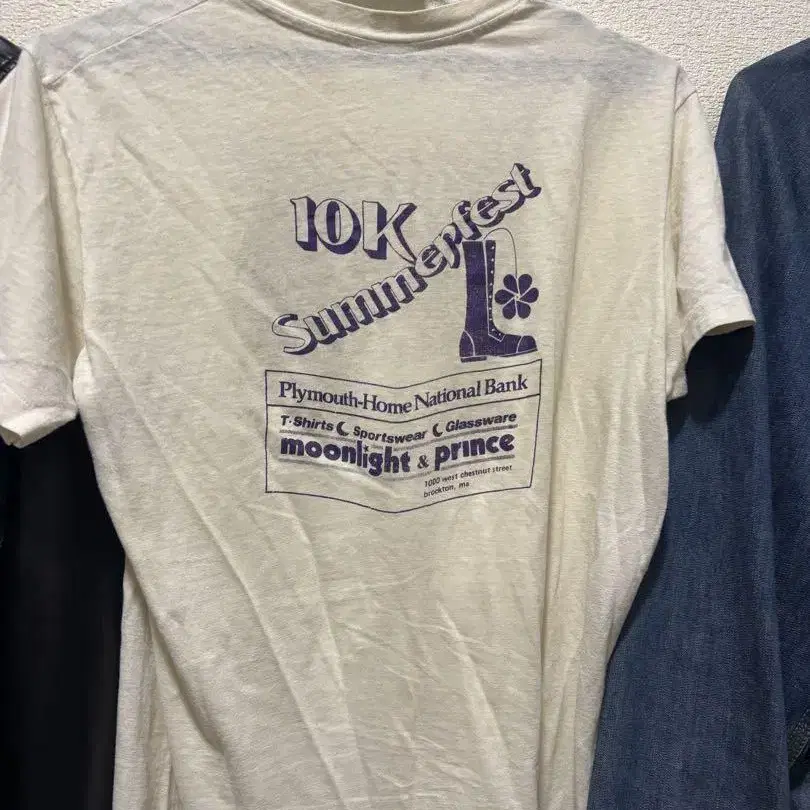 10K
Summerfest
Plymouth-Home National Bank
T-Shirts Sportswear Glassware
moonlight & prince
1000 west chestnut street
brockton, ma